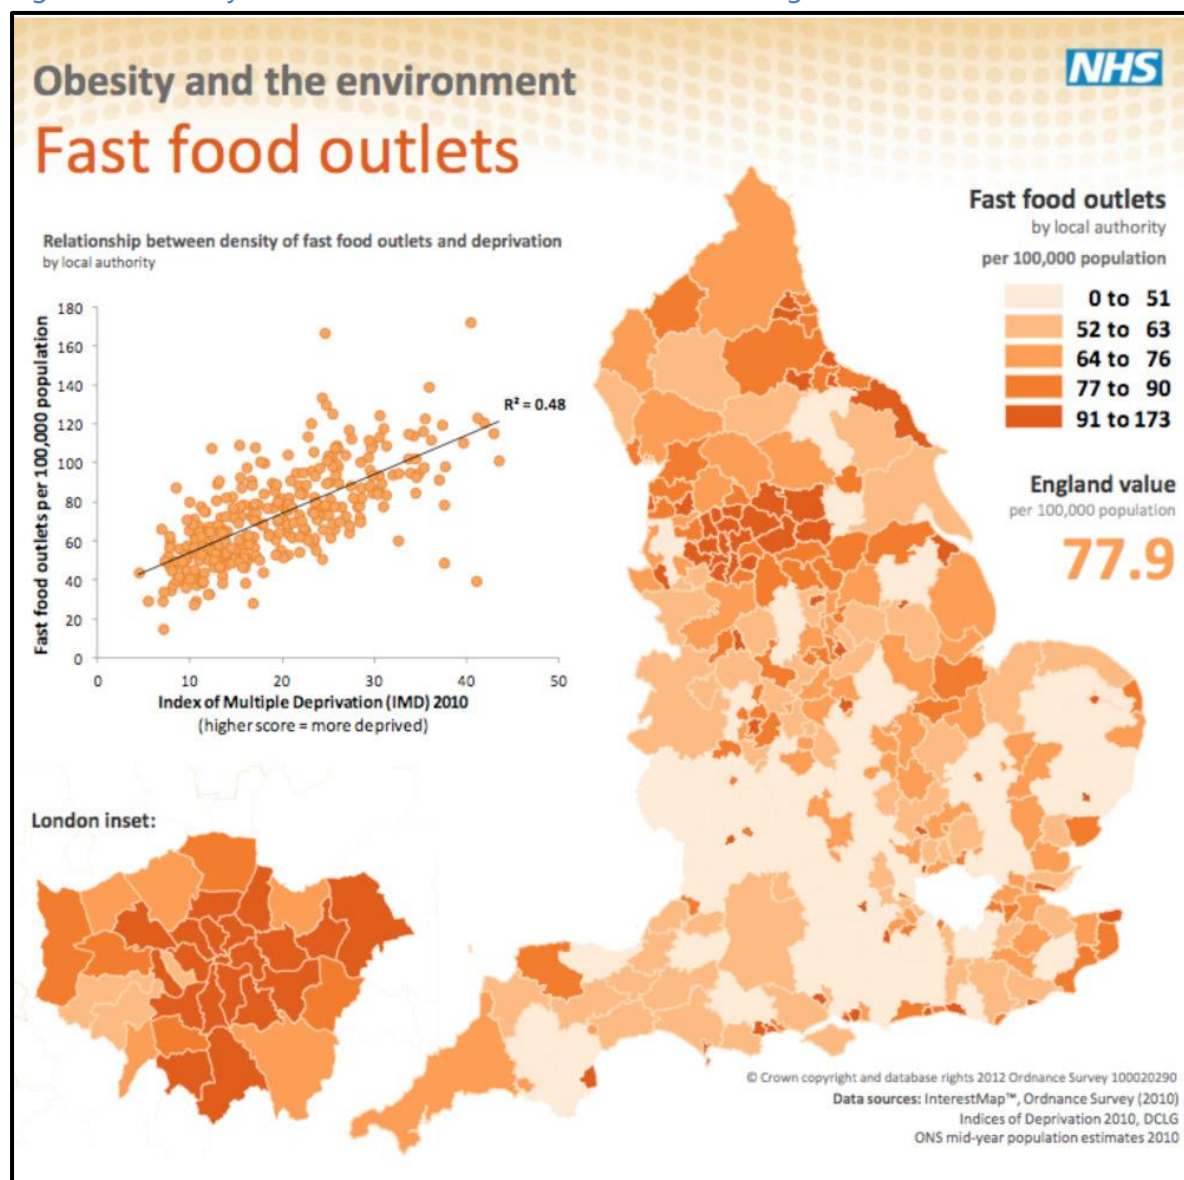 Obesity and the environment
NHS
Fast food outlets
Relationship between density of fast food outlets and deprivation
by local authority
Fast food outlets per 100,000 population
180
160
140
120
100
80
60
40
20
0
R² = 0.48
0 10 20 30 40 50
Index of Multiple Deprivation (IMD) 2010
(higher score = more deprived)
Fast food outlets
by local authority
per 100,000 population
0 to 51
52 to 63
64 to 76
77 to 90
91 to 173
England value
per 100,000 population
77.9
London inset:
© Crown copyright and database rights 2012 Ordnance Survey 100020290
Data sources: InterestMap™, Ordnance Survey (2010)
Indices of Deprivation 2010, DCLG
ONS mid-year population estimates 2010